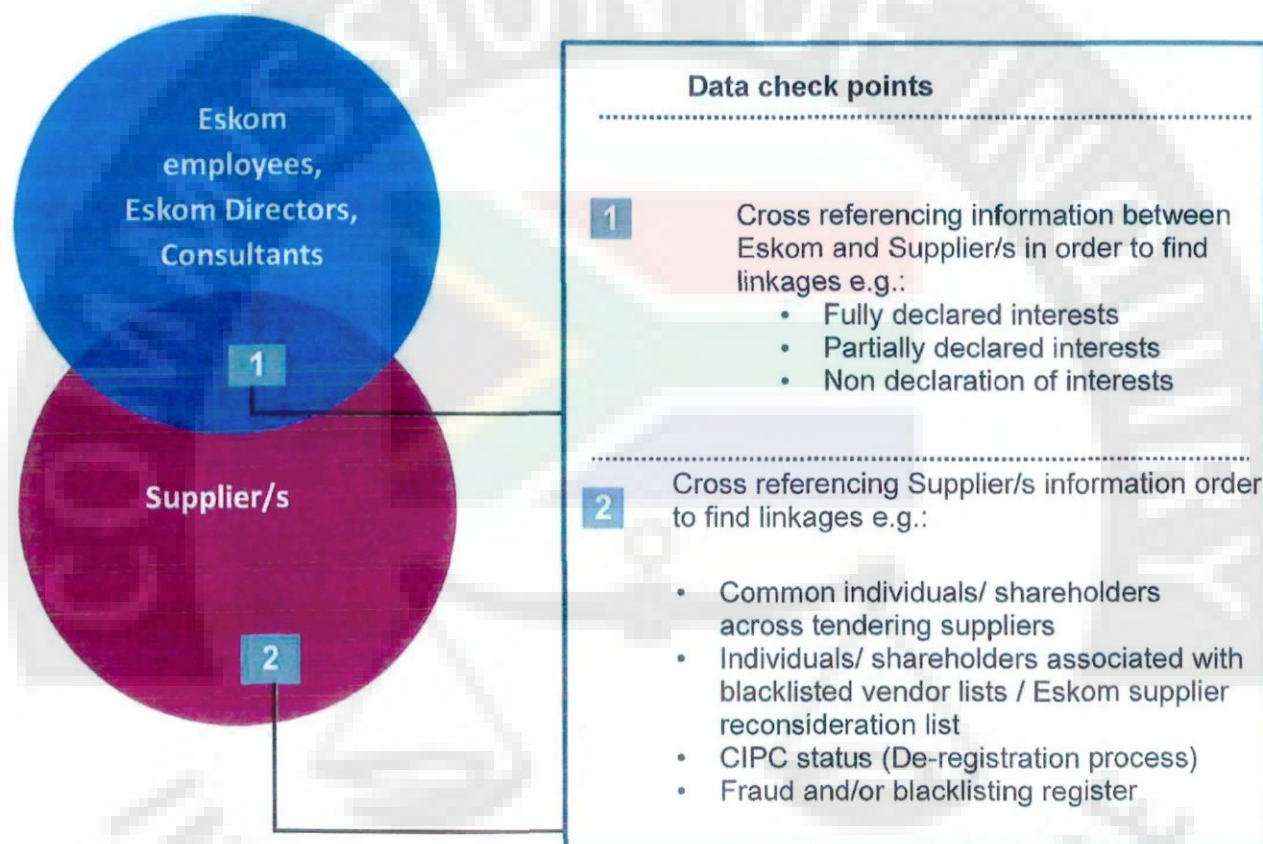 Eskom
employees,
Eskom Directors,
Consultants
1
Supplier/s
2
Data check points
1
Cross referencing information between
Eskom and Supplier/s in order to find
linkages e.g.:
• Fully declared interests
• Partially declared interests
• Non declaration of interests
2
Cross referencing Supplier/s information order
to find linkages e.g.:
• Common individuals/ shareholders
across tendering suppliers
• Individuals/ shareholders associated with
blacklisted vendor lists / Eskom supplier
reconsideration list
• CIPC status (De-registration process)
• Fraud and/or blacklisting register